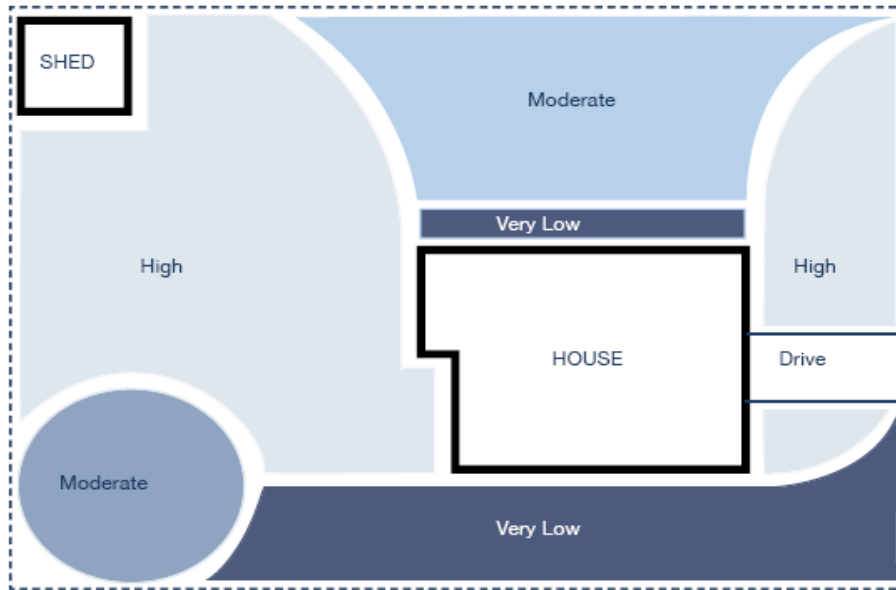 SHED
Moderate
Very Low
High
High
HOUSE
Drive
Moderate
Very Low